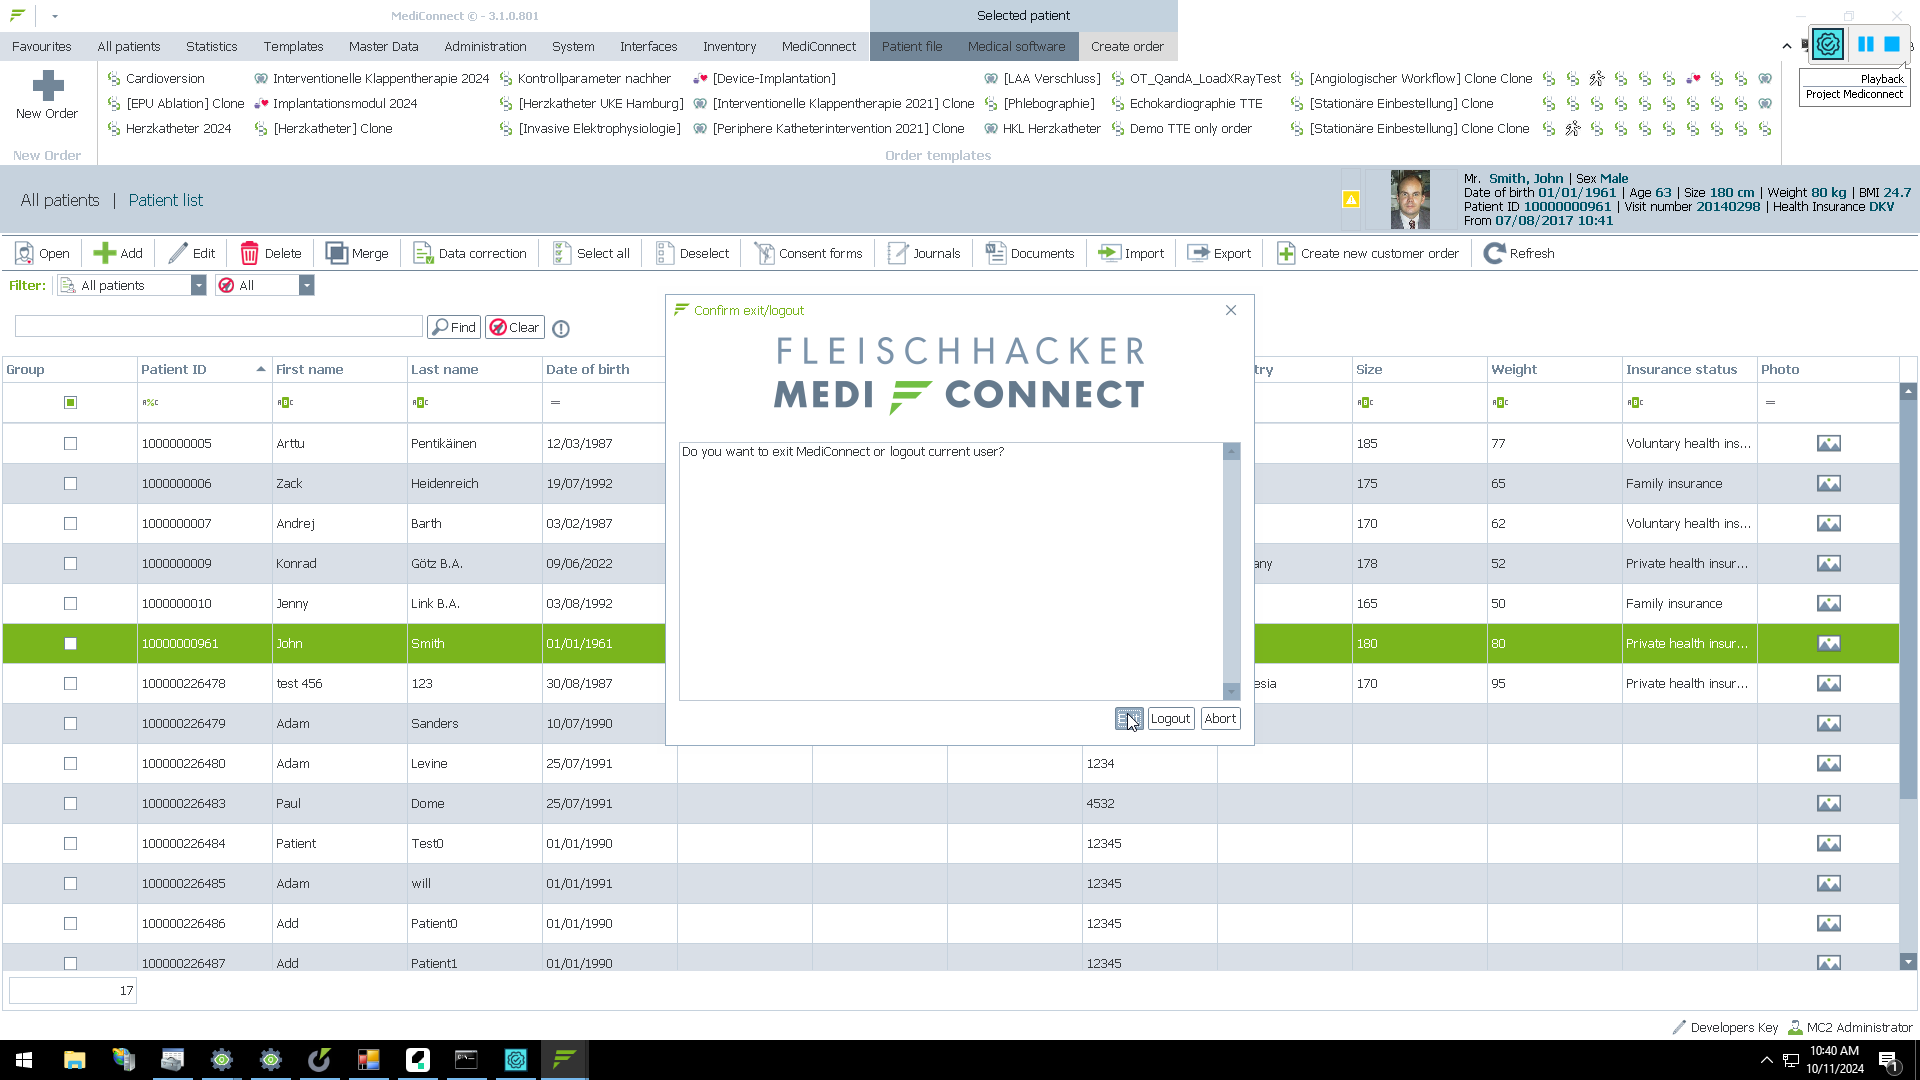 MediConnect © - 3.1.0.801
Selected patient
Favourites All patients Statistics Templates Master Data Administration System Interfaces Inventory MediConnect Patient file Medical software Create order
Cardioversion Interventionelle Klappentherapie 2024 Kontrollparameter nachher [Device-Implantation] [LAA Verschluss] OT_QandA_LoadXRayTest [Angiologischer Workflow] Clone Clone
[EPU Ablation] Clone Implantationsmodul 2024 [Herzkatheter UKE Hamburg] [Interventionelle Klappentherapie 2021] Clone [Phlebographie] Echokardiographie TTE [Stationäre Einbestellung] Clone
Herzkatheter 2024 [Herzkatheter] Clone [Invasive Elektrophysiologie] [Periphere Katheterintervention 2021] Clone HKL Herzkatheter Demo TTE only order [Stationäre Einbestellung] Clone Clone
New Order
New Order
Order templates
Playback
Project Mediconnect
All patients | Patient list
Mr. Smith, John | Sex Male
Date of birth 01/01/1961 | Age 63 | Size 180 cm | Weight 80 kg | BMI 24.7
Patient ID 10000000961 | Visit number 20140298 | Health Insurance DKV
From 07/08/2017 10:41
Open Add Edit Delete Merge Data correction Select all Deselect Consent forms Journals Documents Import Export Create new customer order Refresh
Filter: All patients All
Find Clear
Confirm exit/logout
FLEISCHHACKER
MEDI CONNECT
Do you want to exit MediConnect or logout current user?
Logout Abort
Group Patient ID First name Last name Date of birth try Size Weight Insurance status Photo
1000000005 Arttu Pentikäinen 12/03/1987 185 77 Voluntary health ins...
1000000006 Zack Heidenreich 19/07/1992 175 65 Family insurance
1000000007 Andrej Barth 03/02/1987 170 62 Voluntary health ins...
1000000009 Konrad Götz B.A. 09/06/2022 any 178 52 Private health insur...
1000000010 Jenny Link B.A. 03/08/1992 165 50 Family insurance
10000000961 John Smith 01/01/1961 180 80 Private health insur...
100000226478 test 456 123 30/08/1987 esia 170 95 Private health insur...
100000226479 Adam Sanders 10/07/1990
100000226480 Adam Levine 25/07/1991 1234
100000226483 Paul Dome 25/07/1991 4532
100000226484 Patient Test0 01/01/1990 12345
100000226485 Adam will 01/01/1991 12345
100000226486 Add Patient0 01/01/1990 12345
100000226487 Add Patient1 01/01/1990 12345
17
Developers Key MC2 Administrator
10:40 AM
10/11/2024
1